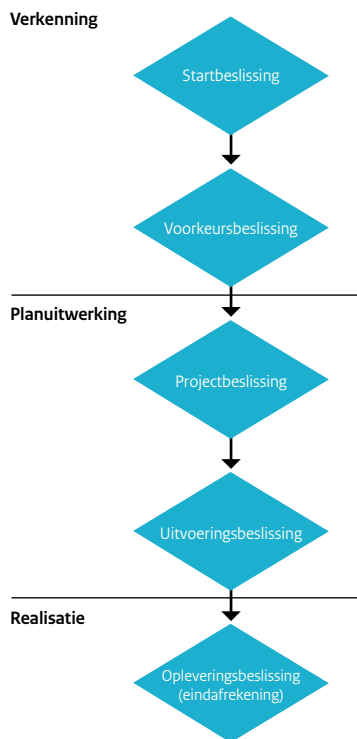 Verkenning
Startbeslissing
Voorkeursbeslissing
Planuitwerking
Projectbeslissing
Uitvoeringsbeslissing
Realisatie
Opleveringsbeslissing
(eindafrekening)